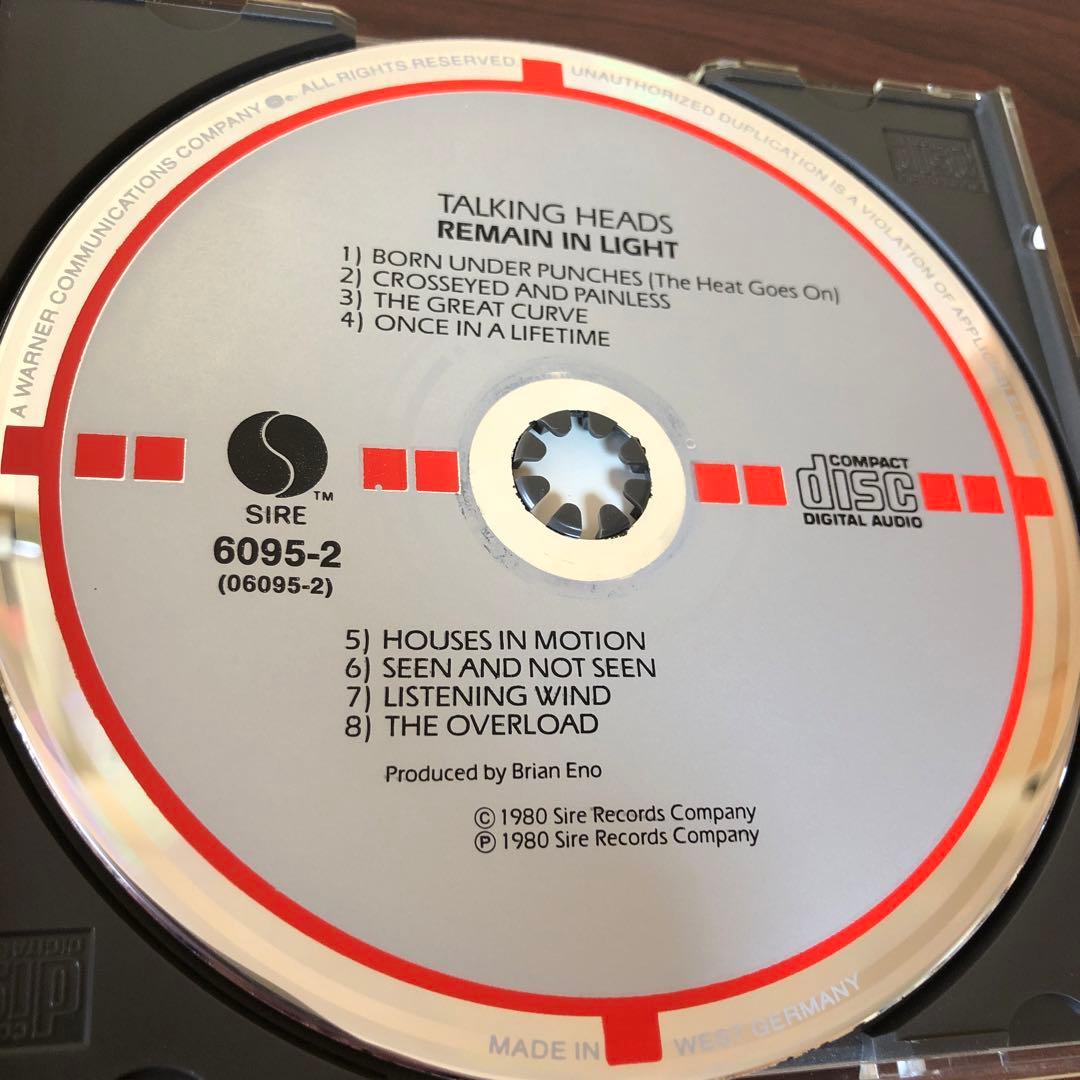 A WARNER COMMUNICATIONS COMPANY
ALL RIGHTS RESERVED.
UNAUTHORIZED DUPLICATION IS A VIOLATION OF
TALKING HEADS
REMAIN IN LIGHT
1) BORN UNDER PUNCHES (The Heat Goes On)
2) CROSSEYED AND PAINLESS
3) THE GREAT CURVE
4) ONCE IN A LIFETIME
S
TM
SIRE
6095-2
(06095-2)
COMPACT
disc
DIGITAL AUDIO
5) HOUSES IN MOTION
6) SEEN AND NOT SEEN
7) LISTENING WIND
8) THE OVERLOAD
Produced by Brian Eno
Ⓒ 1980 Sire Records Company
Ⓟ 1980 Sire Records Company
MADE IN WEST GERMANY